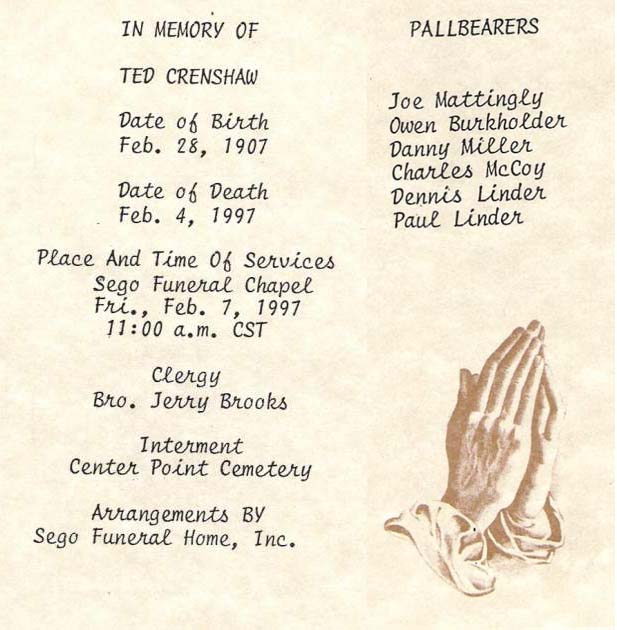 IN MEMORY OF
TED CRENSHAW
Date of Birth
Feb. 28, 1907
Date of Death
Feb. 4, 1997
Place And Time Of Services
Sego Funeral Chapel
Fri., Feb. 7, 1997
11:00 a.m. CST
Clergy
Bro. Jerry Brooks
Interment
Center Point Cemetery
Arrangements BY
Sego Funeral Home, Inc.
PALLBEARERS
Joe Mattingly
Owen Burkholder
Danny Miller
Charles McCoy
Dennis Linder
Paul Linder